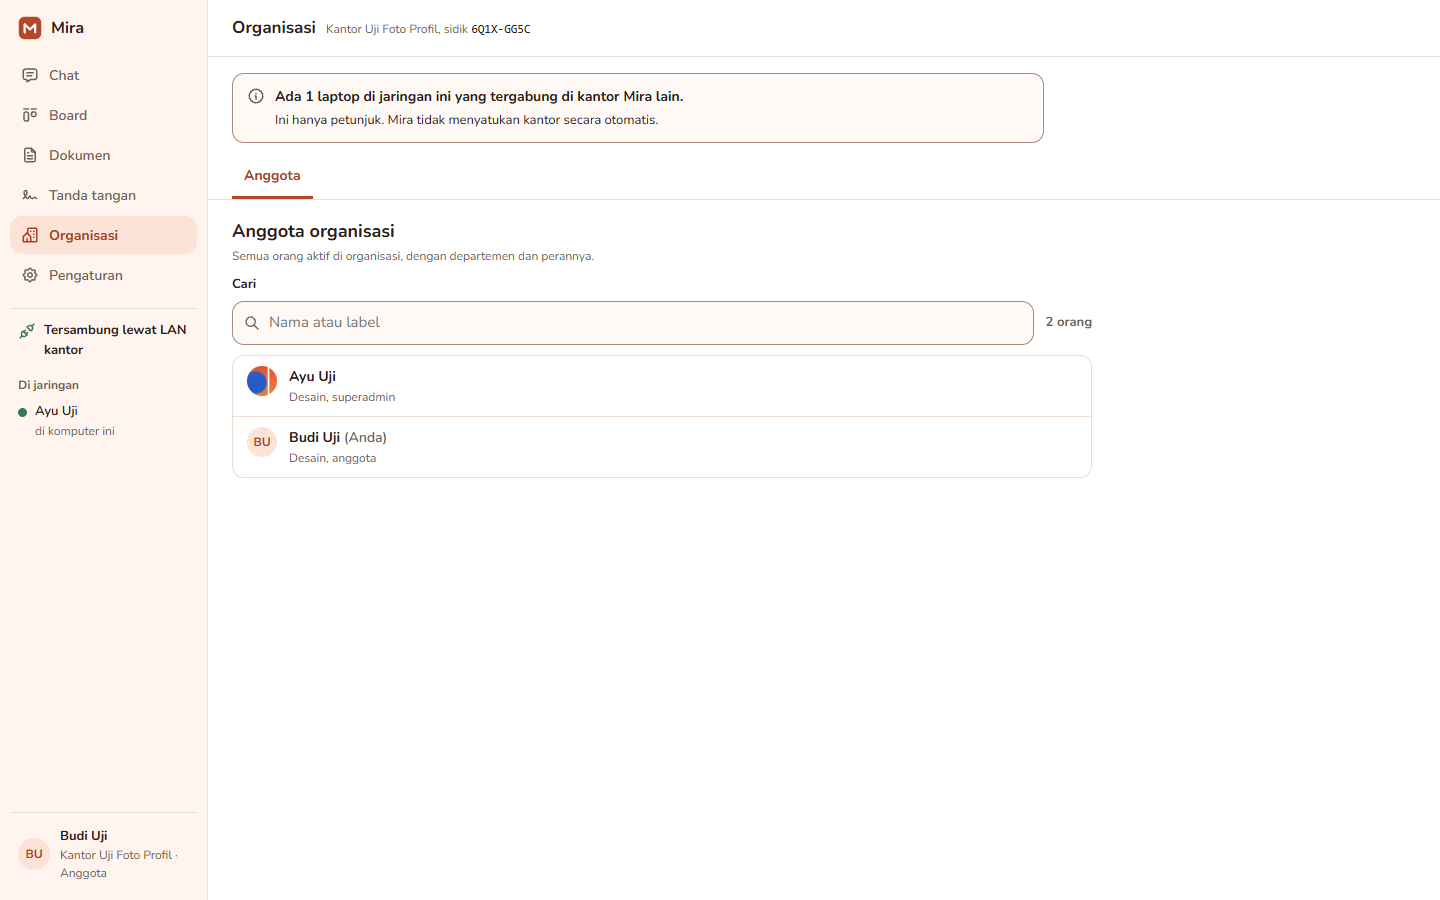 Mira
Chat
Board
Dokumen
Tanda tangan
Organisasi
Pengaturan
Tersambung lewat LAN
kantor
Di jaringan
Ayu Uji
di komputer ini
BU
Budi Uji
Kantor Uji Foto Profil ·
Anggota
Organisasi Kantor Uji Foto Profil, sidik 6Q1X-GG5C
Ada 1 laptop di jaringan ini yang tergabung di kantor Mira lain.
Ini hanya petunjuk. Mira tidak menyatukan kantor secara otomatis.
Anggota
Anggota organisasi
Semua orang aktif di organisasi, dengan departemen dan perannya.
Cari
Nama atau label
2 orang
Ayu Uji
Desain, superadmin
BU
Budi Uji (Anda)
Desain, anggota